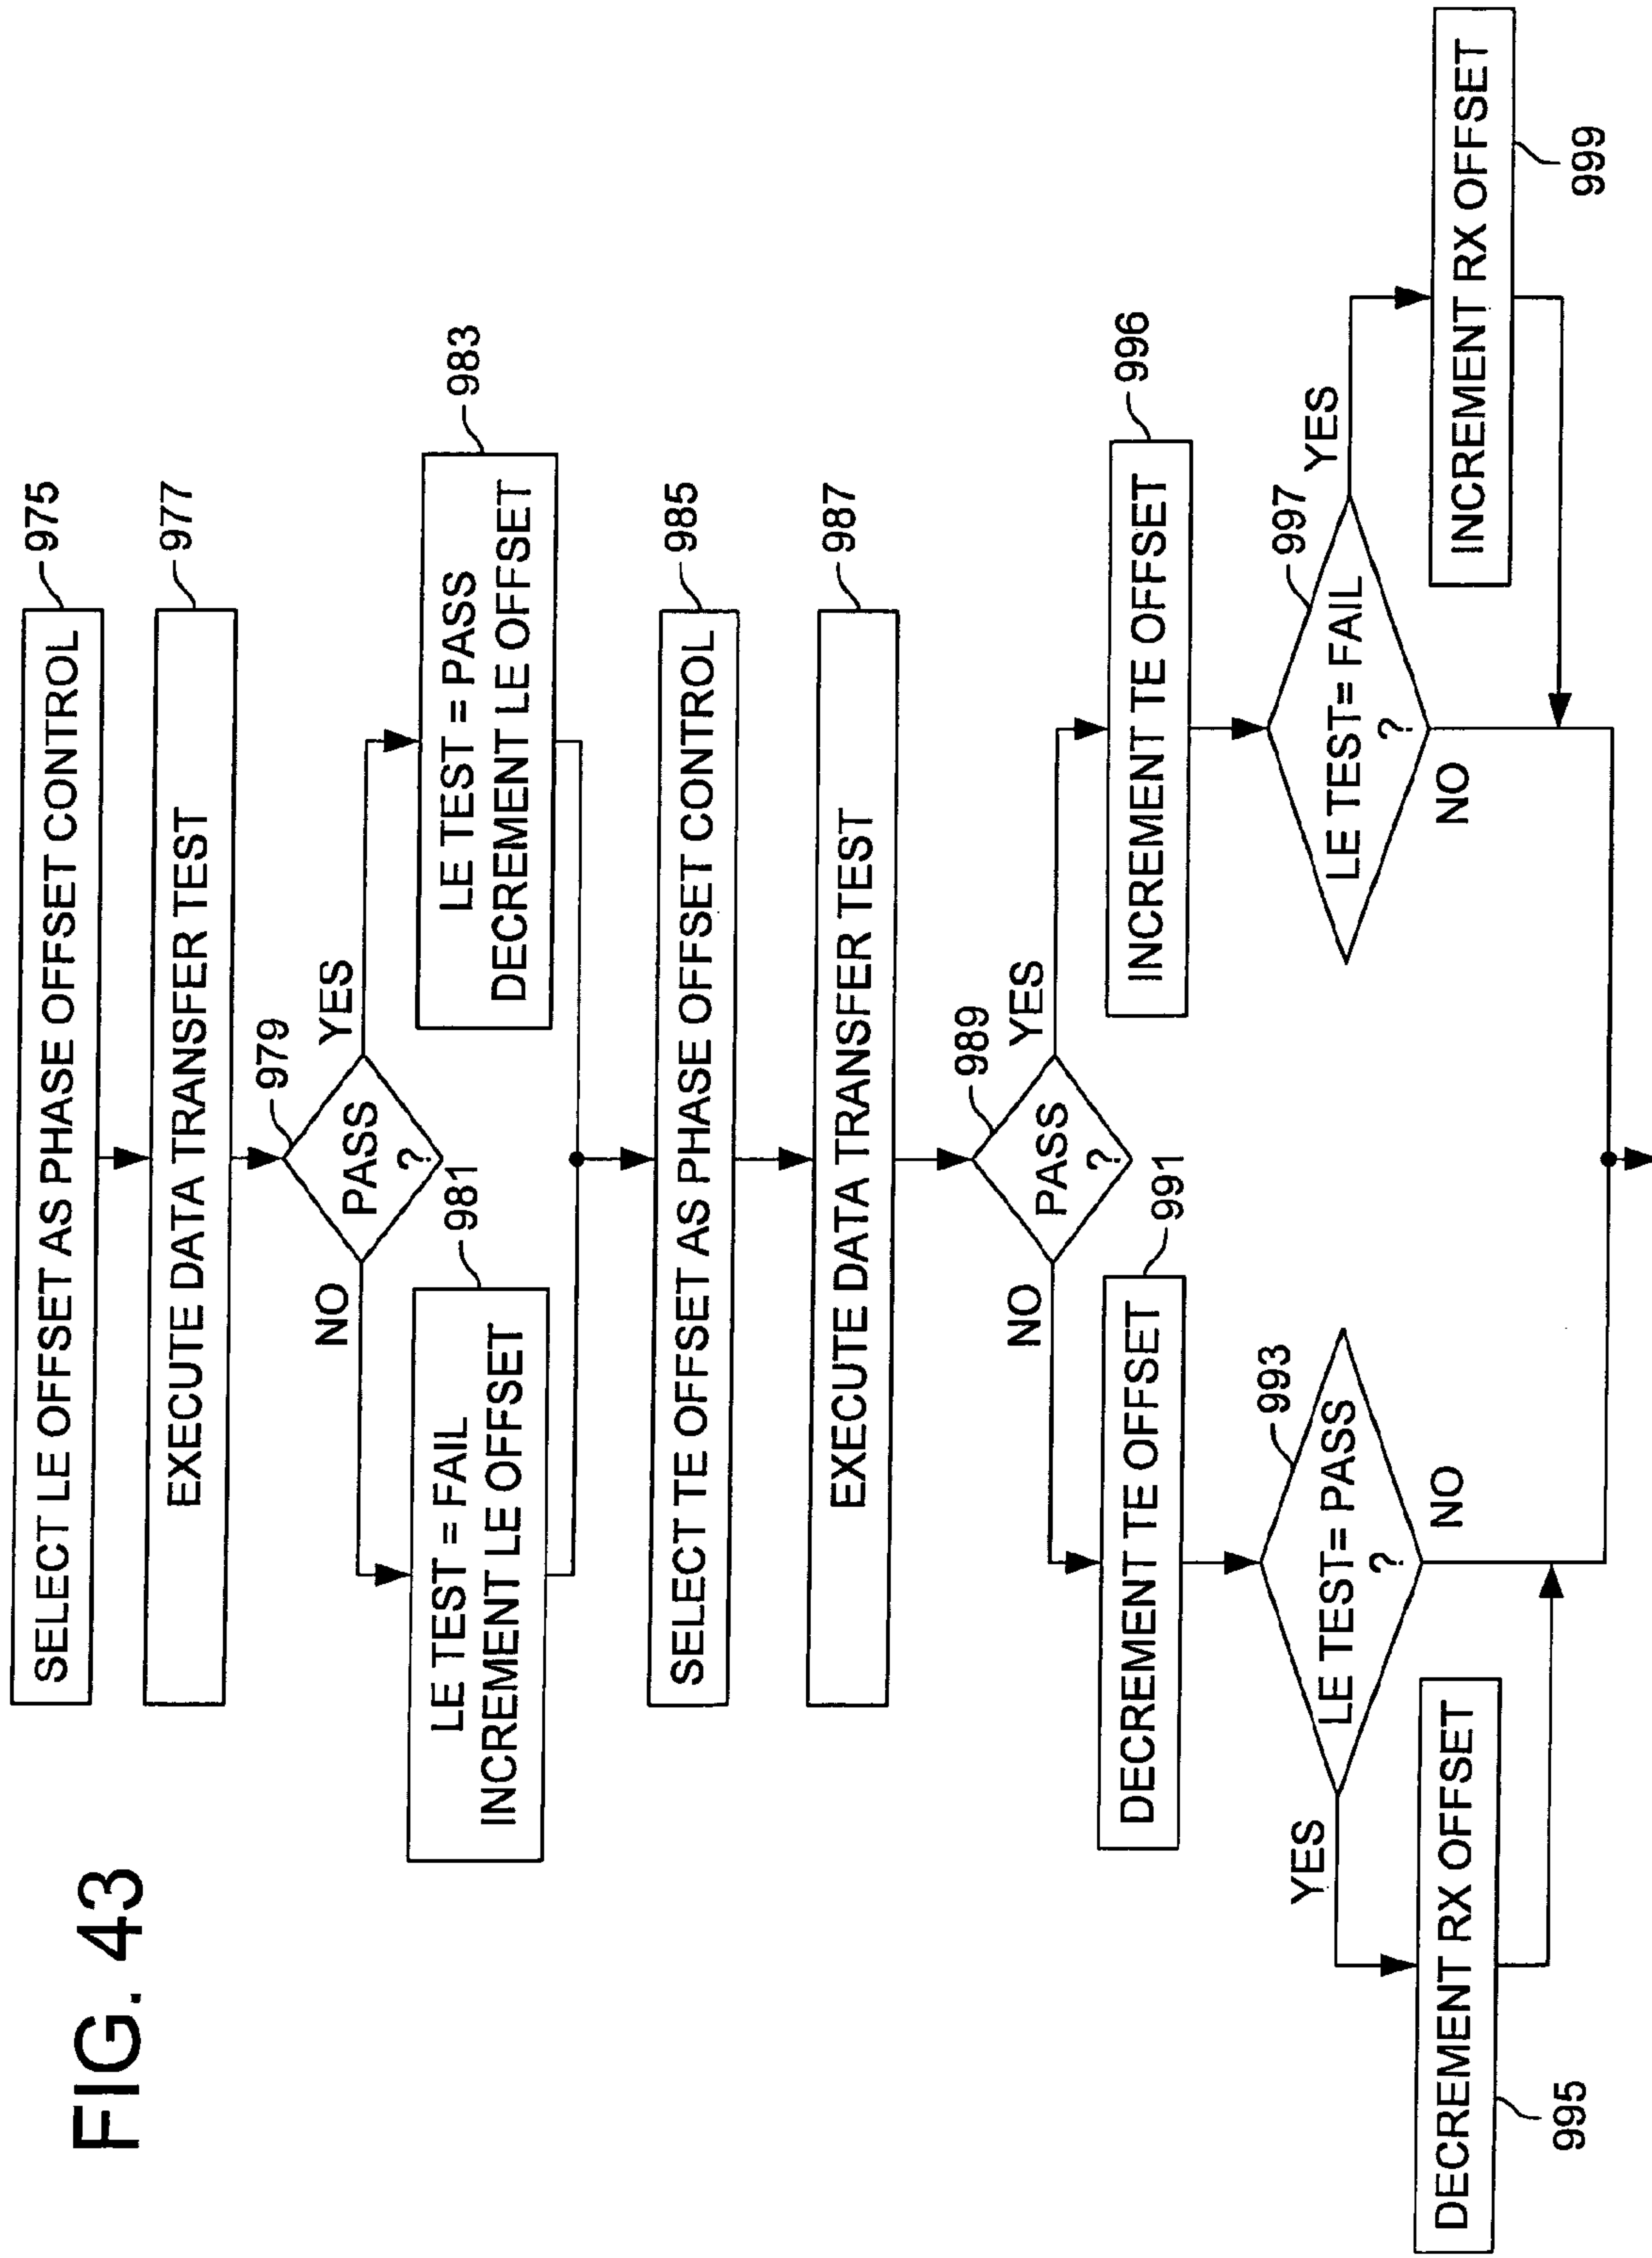 FIG. 43
SELECT LE OFFSET AS PHASE OFFSET CONTROL
975
EXECUTE DATA TRANSFER TEST
977
979
PASS
?
NO
YES
981
LE TEST = FAIL
INCREMENT LE OFFSET
983
LE TEST = PASS
DECREMENT LE OFFSET
SELECT TE OFFSET AS PHASE OFFSET CONTROL
985
EXECUTE DATA TRANSFER TEST
987
989
PASS
?
NO
YES
991
DECREMENT TE OFFSET
996
INCREMENT TE OFFSET
993
LE TEST= PASS
?
YES
NO
997
LE TEST= FAIL
?
NO
YES
DECREMENT RX OFFSET
995
INCREMENT RX OFFSET
999